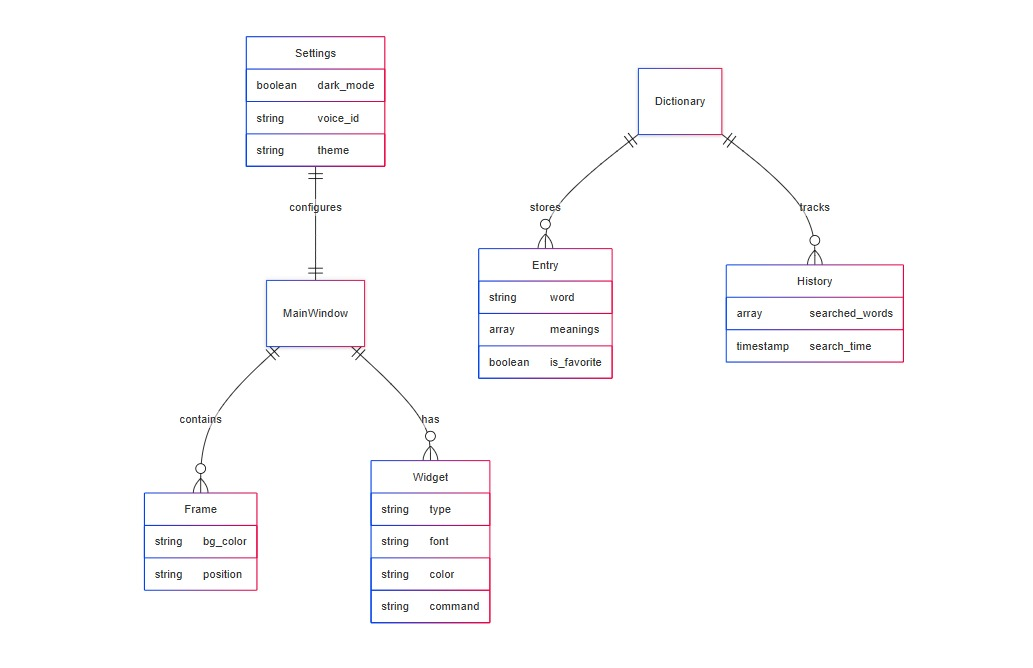 Settings
boolean dark_mode
string voice_id
string theme
configures
MainWindow
contains
has
Frame
string bg_color
string position
Widget
string type
string font
string color
string command
Dictionary
stores
tracks
Entry
string word
array meanings
boolean is_favorite
History
array searched_words
timestamp search_time